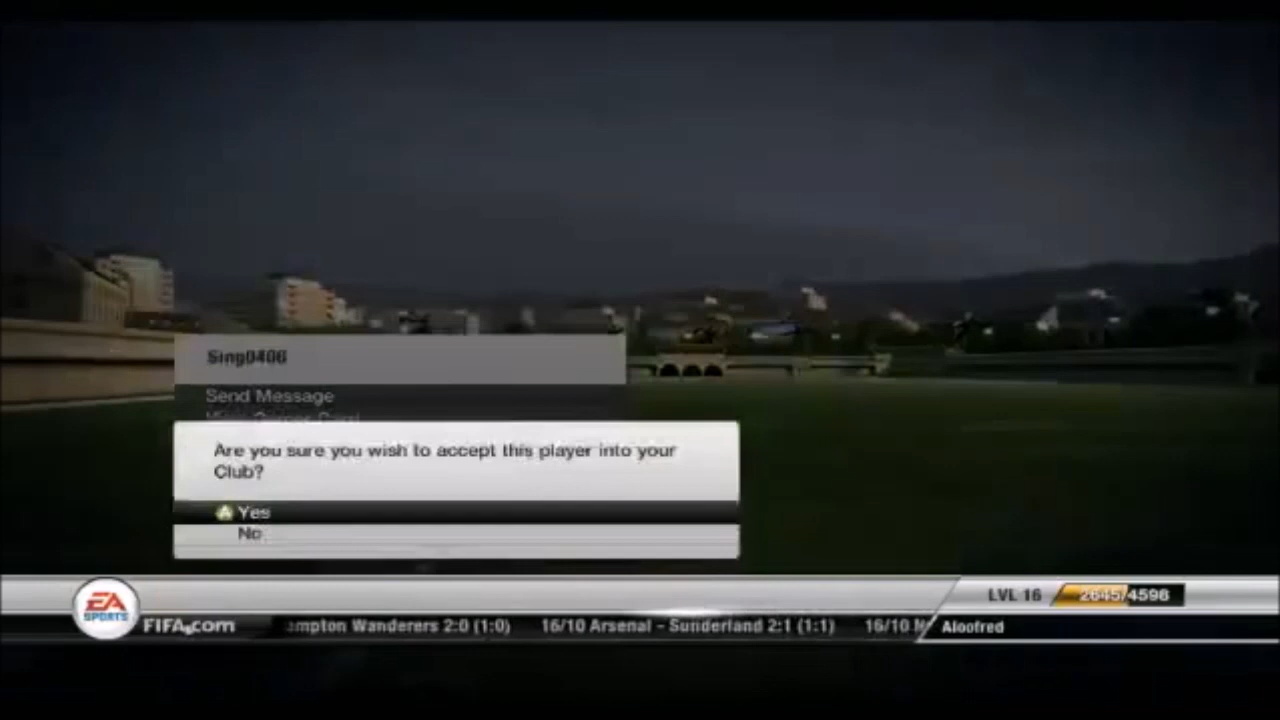 Sing0406
Send Message
Are you sure you wish to accept this player into your
Club?
A Yes
No
LVL 16 2645/4598
EA
SPORTS
FIFA.com ampton Wanderers 2:0 (1:0) 16/10 Arsenal - Sunderland 2:1 (1:1) 16/10 Aloofred